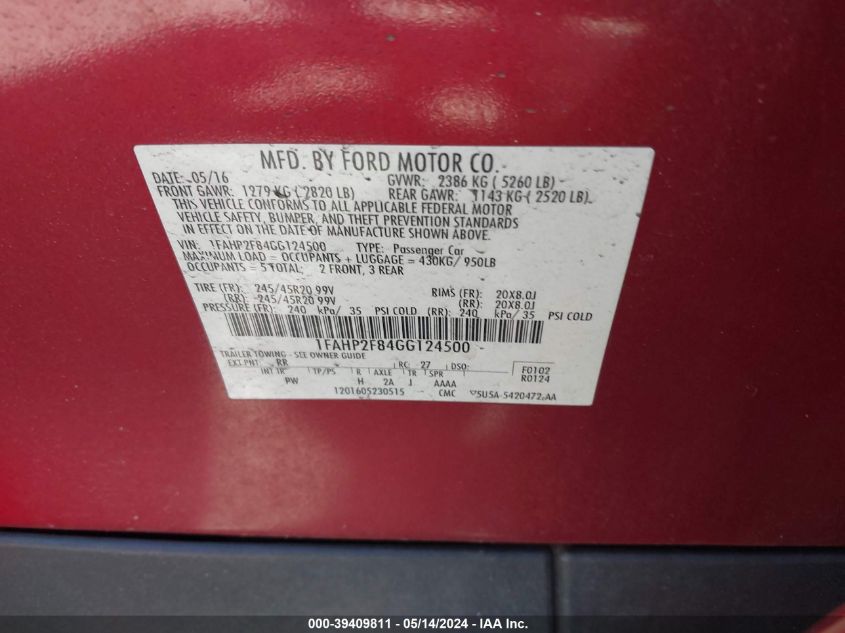 MFD. BY FORD MOTOR CO.
DATE: 05/16 GVWR: 2386 KG ( 5260 LB)
FRONT GAWR: 1279 KG ( 2820 LB) REAR GAWR: 1143 KG ( 2520 LB)
THIS VEHICLE CONFORMS TO ALL APPLICABLE FEDERAL MOTOR
VEHICLE SAFETY, BUMPER, AND THEFT PREVENTION STANDARDS
IN EFFECT ON THE DATE OF MANUFACTURE SHOWN ABOVE.
VIN: 1FAHP2F84GG124500 TYPE: Passenger Car
MAXIMUM LOAD = OCCUPANTS + LUGGAGE = 430KG/ 950LB
OCCUPANTS = 5 TOTAL: 2 FRONT, 3 REAR
TIRE (FR): 245/45R20 99V RIMS (FR): 20X8.0J
(RR): 245/45R20 99V (RR): 20X8.0J
PRESSURE (FR): 240 kPa/ 35 PSI COLD (RR): 240 kPa/ 35 PSI COLD
1FAHP2F84GG124500
TRAILER TOWING - SEE OWNER GUIDE
EXT PNT: RR RC: 27 DSO: F0102
INT TR TP/PS R AXLE TR SPR R0124
PW H 2A J AAAA
1201605230515 CMC 5USA-5420472-AA
000-39409811 - 05/14/2024 - IAA Inc.